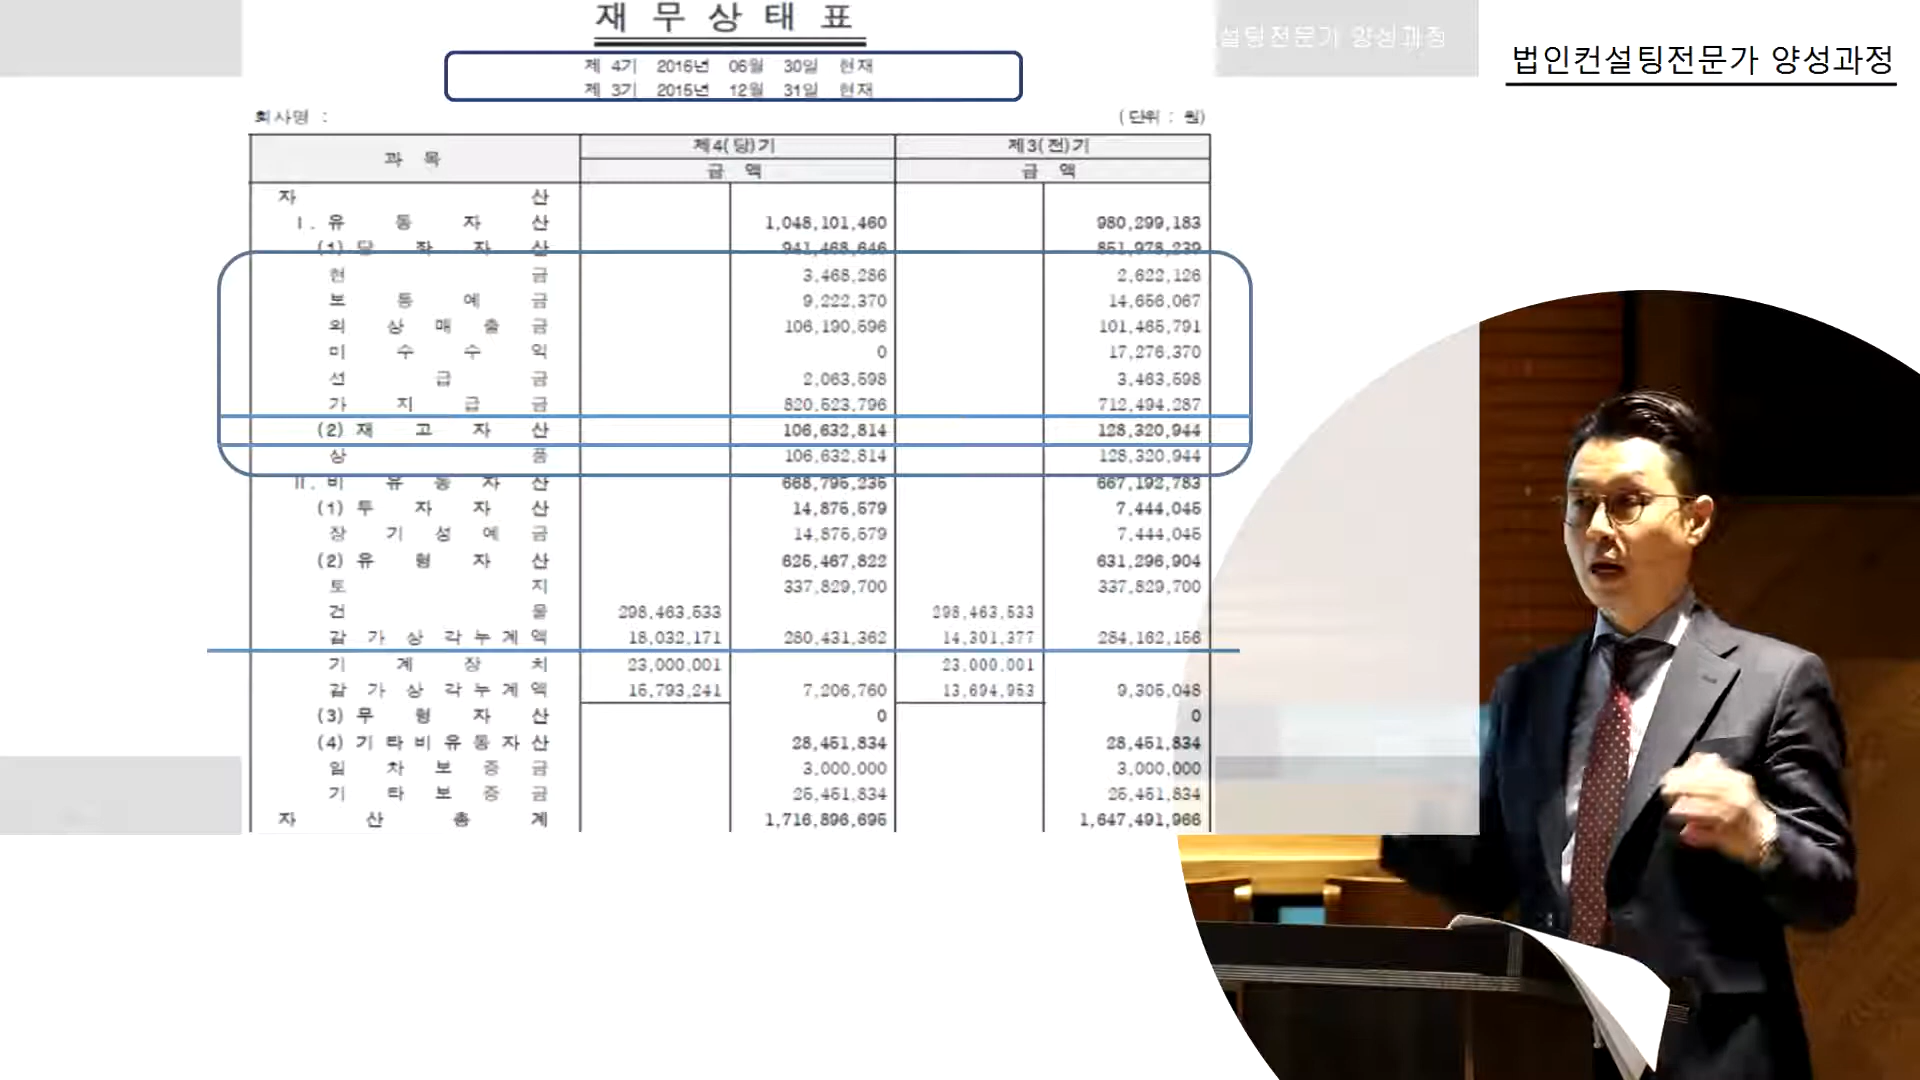 재 무 상 태 표
제 4기 2016년 06월 30일 현재
제 3기 2015년 12월 31일 현재
회사명 :
(단위 : 원)
과 목 제4(당)기 제3(전)기
금 액 금 액
자 산
Ⅰ. 유 동 자 산 1,048,101,460 980,299,183
(1) 당 좌 자 산 941,468,646 851,978,239
현 금 3,468,286 2,622,126
보 통 예 금 9,222,370 14,656,067
외 상 매 출 금 106,190,596 101,465,791
미 수 수 익 0 17,276,370
선 급 금 2,063,598 3,463,598
가 지 급 금 820,523,796 712,494,287
(2) 재 고 자 산 106,632,814 128,320,944
상 품 106,632,814 128,320,944
Ⅱ. 비 유 동 자 산 668,795,235 667,192,783
(1) 투 자 자 산 14,875,579 7,444,045
장 기 성 예 금 14,875,579 7,444,045
(2) 유 형 자 산 625,467,822 631,296,904
토 지 337,829,700 337,829,700
건 물 298,463,533 298,463,533
감 가 상 각 누 계 액 18,032,171 280,431,362 14,301,377 284,162,156
기 계 장 치 23,000,001 23,000,001
감 가 상 각 누 계 액 15,793,241 7,206,760 13,694,953 9,305,048
(3) 무 형 자 산 0 0
(4) 기 타 비 유 동 자 산 28,451,834 28,451,834
임 차 보 증 금 3,000,000 3,000,000
기 타 보 증 금 25,451,834 25,451,834
자 산 총 계 1,716,896,695 1,647,491,966
설팅전문가 양성과정
법인컨설팅전문가 양성과정